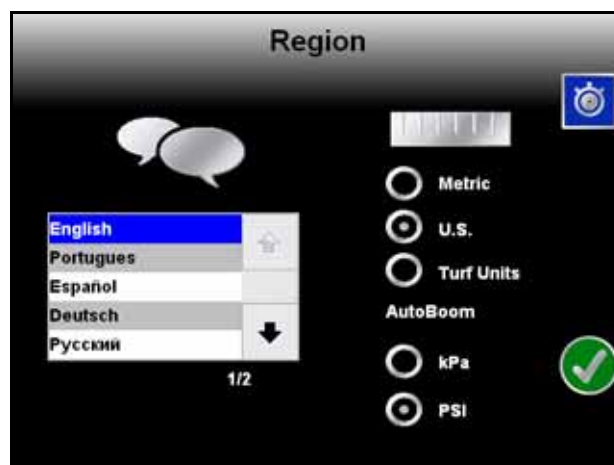 Region
English
Portugues
Español
Deutsch
Русский
1/2
Metric
U.S.
Turf Units
AutoBoom
kPa
PSI